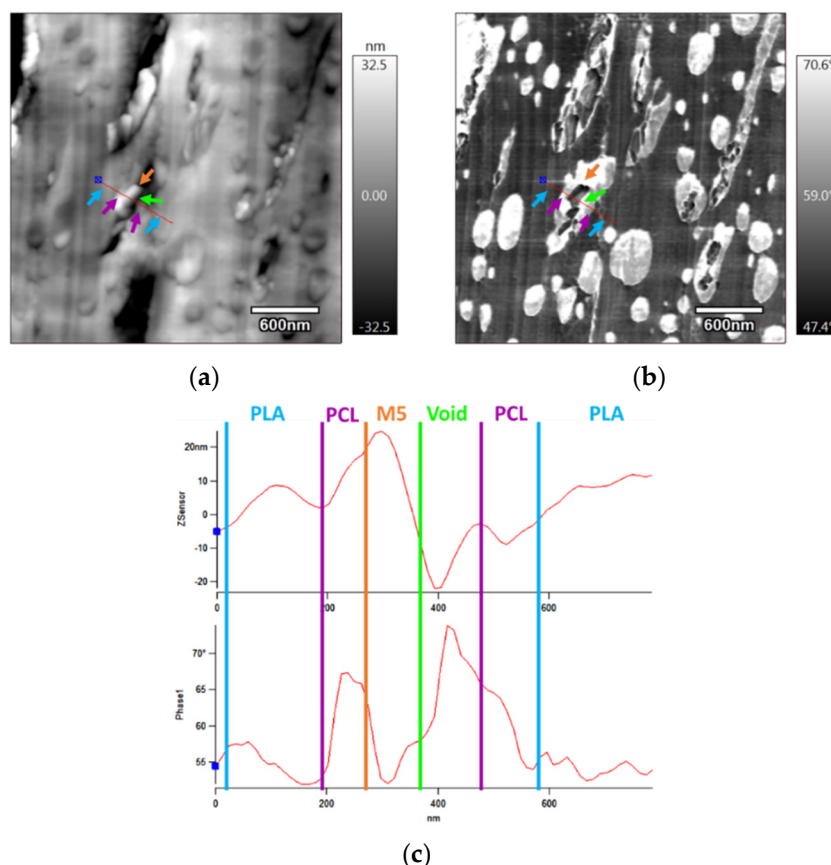 nm
32.5
0.00
-32.5
600nm
70.6°
59.0°
47.4°
600nm
(a)
(b)
PLA
PCL
M5
Void
PCL
PLA
20nm
10
0
-10
-20
ZSensor
0
200
400
600
70°
65
60
55
Phase1
0
200
400
600
nm
(c)